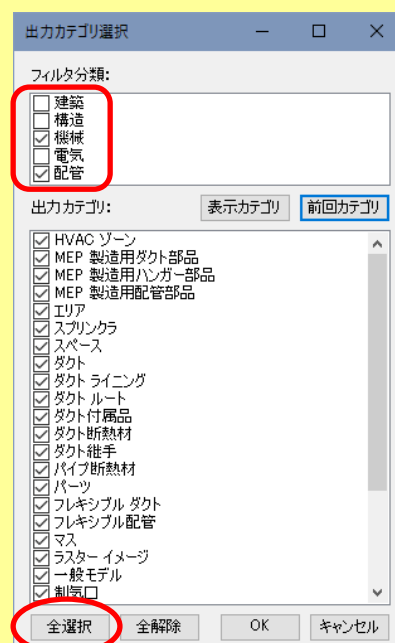 出力カテゴリ選択
フィルタ分類:
建築
構造
機械
電気
配管
出力カテゴリ: 表示カテゴリ 前回カテゴリ
HVAC ゾーン
MEP 製造用ダクト部品
MEP 製造用ハンガー部品
MEP 製造用配管部品
エリア
スプリンクラ
スペース
ダクト
ダクト ライニング
ダクト ルート
ダクト付属品
ダクト断熱材
ダクト継手
パイプ断熱材
パーツ
フレキシブル ダクト
フレキシブル配管
マス
ラスター イメージ
一般モデル
制気口
全選択 全解除 OK キャンセル